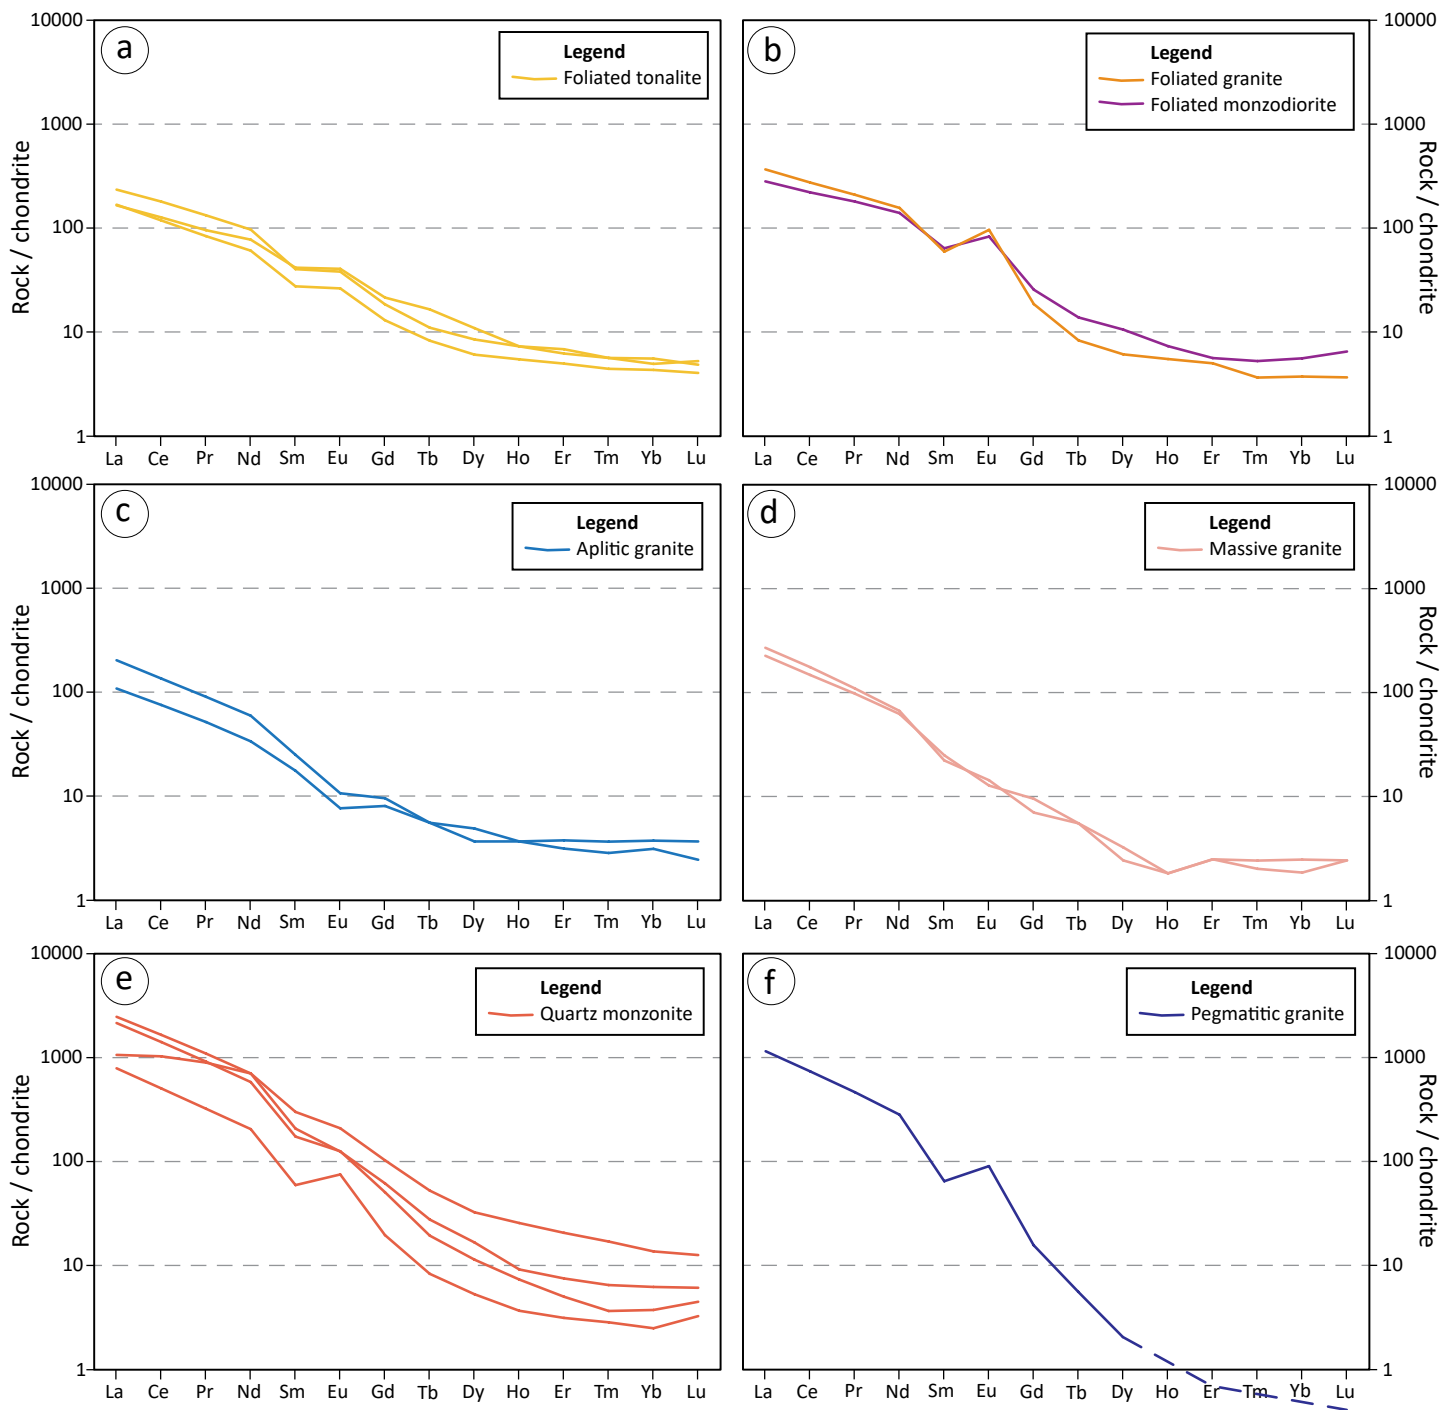 a
Legend
Foliated tonalite
10000
1000
100
10
1
Rock / chondrite
La Ce Pr Nd Sm Eu Gd Tb Dy Ho Er Tm Yb Lu
b
Legend
Foliated granite
Foliated monzodiorite
10000
1000
100
10
1
Rock / chondrite
La Ce Pr Nd Sm Eu Gd Tb Dy Ho Er Tm Yb Lu
c
Legend
Aplitic granite
10000
1000
100
10
1
Rock / chondrite
La Ce Pr Nd Sm Eu Gd Tb Dy Ho Er Tm Yb Lu
d
Legend
Massive granite
10000
1000
100
10
1
Rock / chondrite
La Ce Pr Nd Sm Eu Gd Tb Dy Ho Er Tm Yb Lu
e
Legend
Quartz monzonite
10000
1000
100
10
1
Rock / chondrite
La Ce Pr Nd Sm Eu Gd Tb Dy Ho Er Tm Yb Lu
f
Legend
Pegmatitic granite
10000
1000
100
10
1
Rock / chondrite
La Ce Pr Nd Sm Eu Gd Tb Dy Ho Er Tm Yb Lu